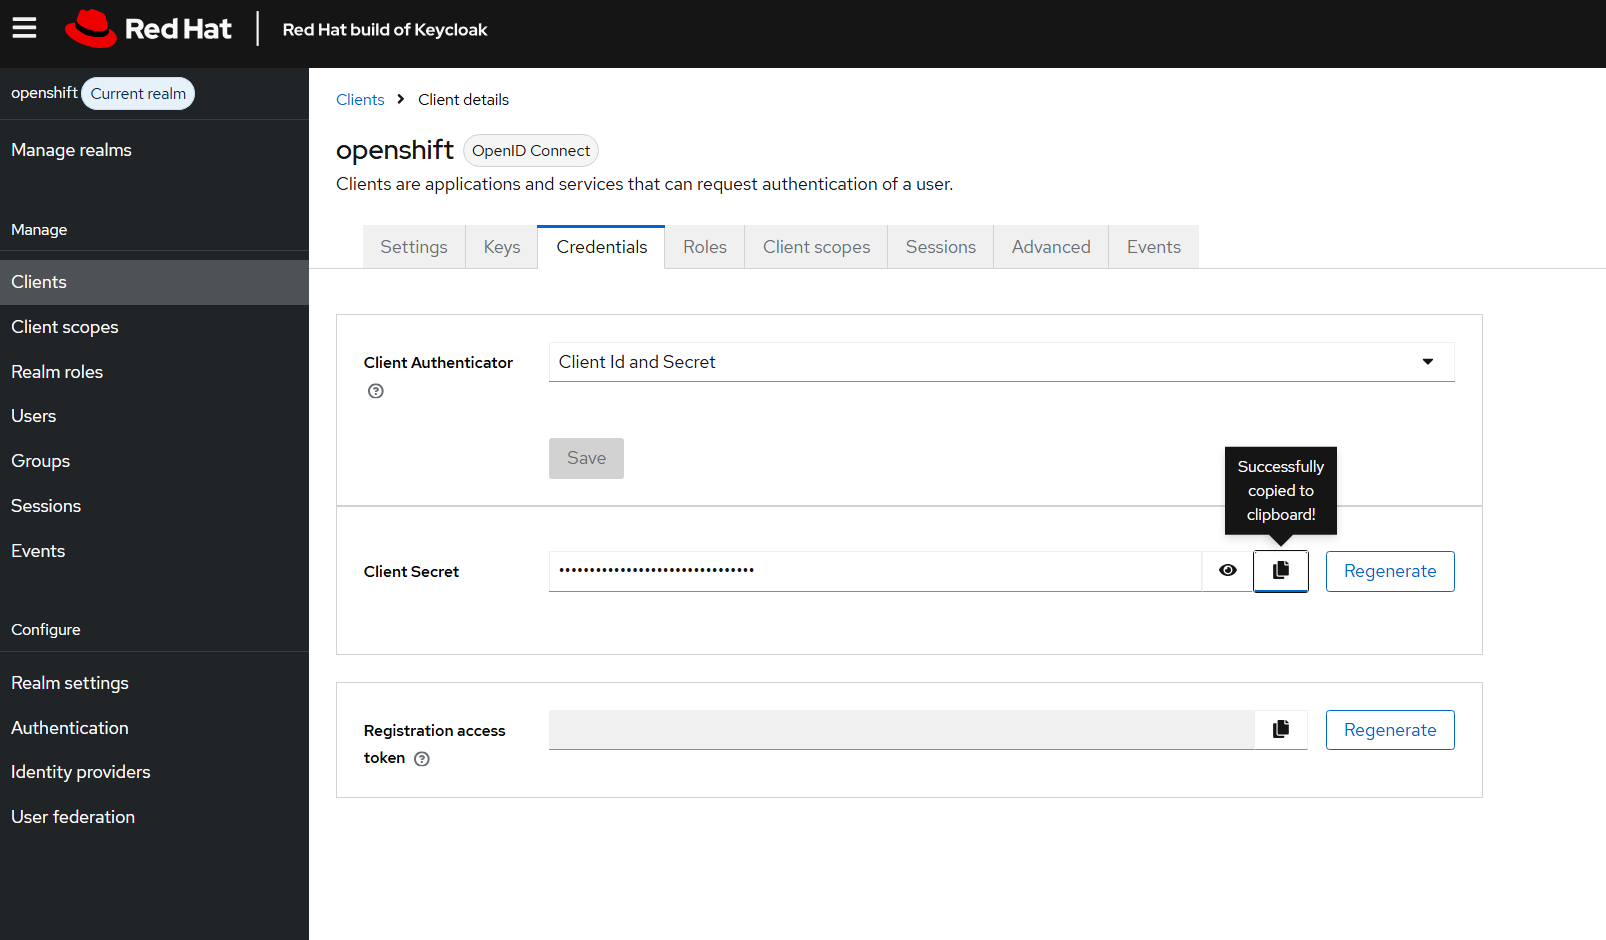 Red Hat
Red Hat build of Keycloak
openshift Current realm
Manage realms
Manage
Clients
Client scopes
Realm roles
Users
Groups
Sessions
Events
Configure
Realm settings
Authentication
Identity providers
User federation
Clients Client details
openshift OpenID Connect
Clients are applications and services that can request authentication of a user.
Settings Keys Credentials Roles Client scopes Sessions Advanced Events
Client Authenticator
Client Id and Secret
Save
Successfully
copied to
clipboard!
Client Secret
••••••••••••••••••••••••••••••••
Regenerate
Registration access
token
Regenerate